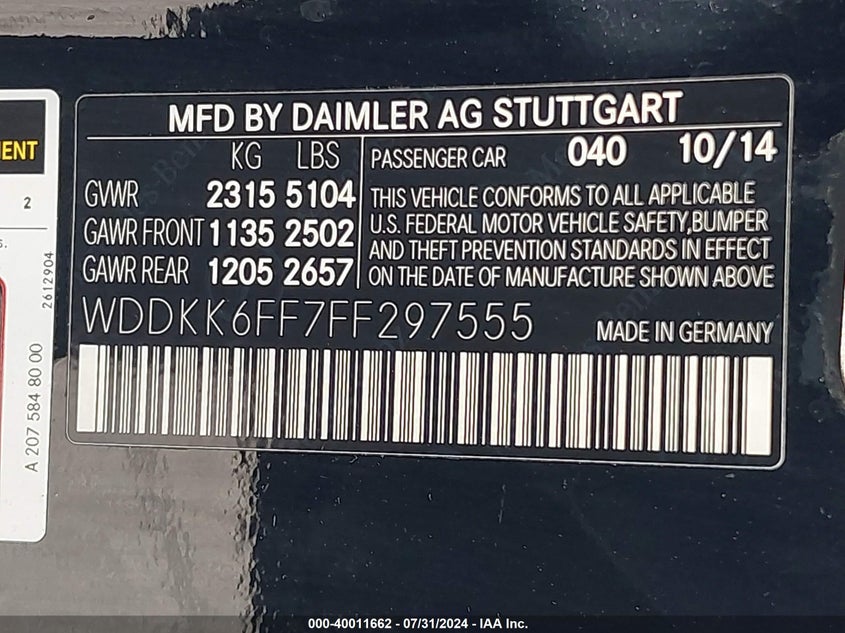 MENT
2
S.
2612904
A 207 584 80 00
MFD BY DAIMLER AG STUTTGART
KG LBS
GVWR 2315 5104
GAWR FRONT 1135 2502
GAWR REAR 1205 2657
PASSENGER CAR 040 10/14
THIS VEHICLE CONFORMS TO ALL APPLICABLE
U.S. FEDERAL MOTOR VEHICLE SAFETY,BUMPER
AND THEFT PREVENTION STANDARDS IN EFFECT
ON THE DATE OF MANUFACTURE SHOWN ABOVE
WDDKK6FF7FF297555 MADE IN GERMANY
000-40011662 - 07/31/2024 - IAA Inc.